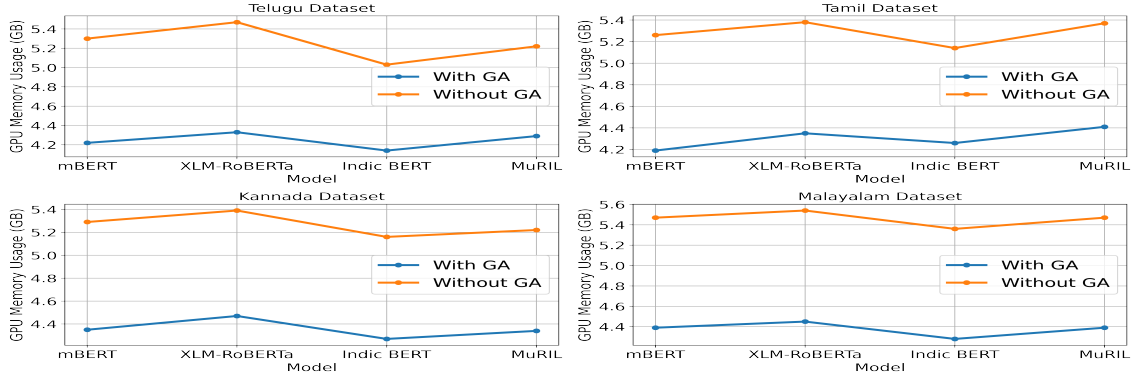 Telugu Dataset
GPU Memory Usage (GB)
5.4
5.2
5.0
4.8
4.6
4.4
4.2
With GA
Without GA
mBERT XLM-RoBERTa Indic BERT MuRIL
Model
Tamil Dataset
GPU Memory Usage (GB)
5.4
5.2
5.0
4.8
4.6
4.4
4.2
With GA
Without GA
mBERT XLM-RoBERTa Indic BERT MuRIL
Model
Kannada Dataset
GPU Memory Usage (GB)
5.4
5.2
5.0
4.8
4.6
4.4
With GA
Without GA
mBERT XLM-RoBERTa Indic BERT MuRIL
Model
Malayalam Dataset
GPU Memory Usage (GB)
5.6
5.4
5.2
5.0
4.8
4.6
4.4
With GA
Without GA
mBERT XLM-RoBERTa Indic BERT MuRIL
Model